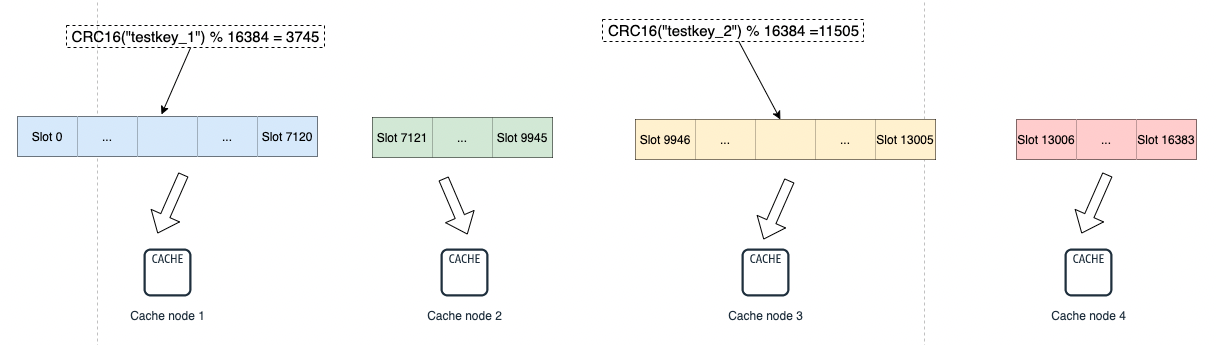 CRC16("testkey_1") % 16384 = 3745
CRC16("testkey_2") % 16384 =11505
Slot 0 ... ... Slot 7120
Slot 7121 ... Slot 9945
Slot 9946 ... ... Slot 13005
Slot 13006 ... Slot 16383
CACHE
CACHE
CACHE
CACHE
Cache node 1
Cache node 2
Cache node 3
Cache node 4